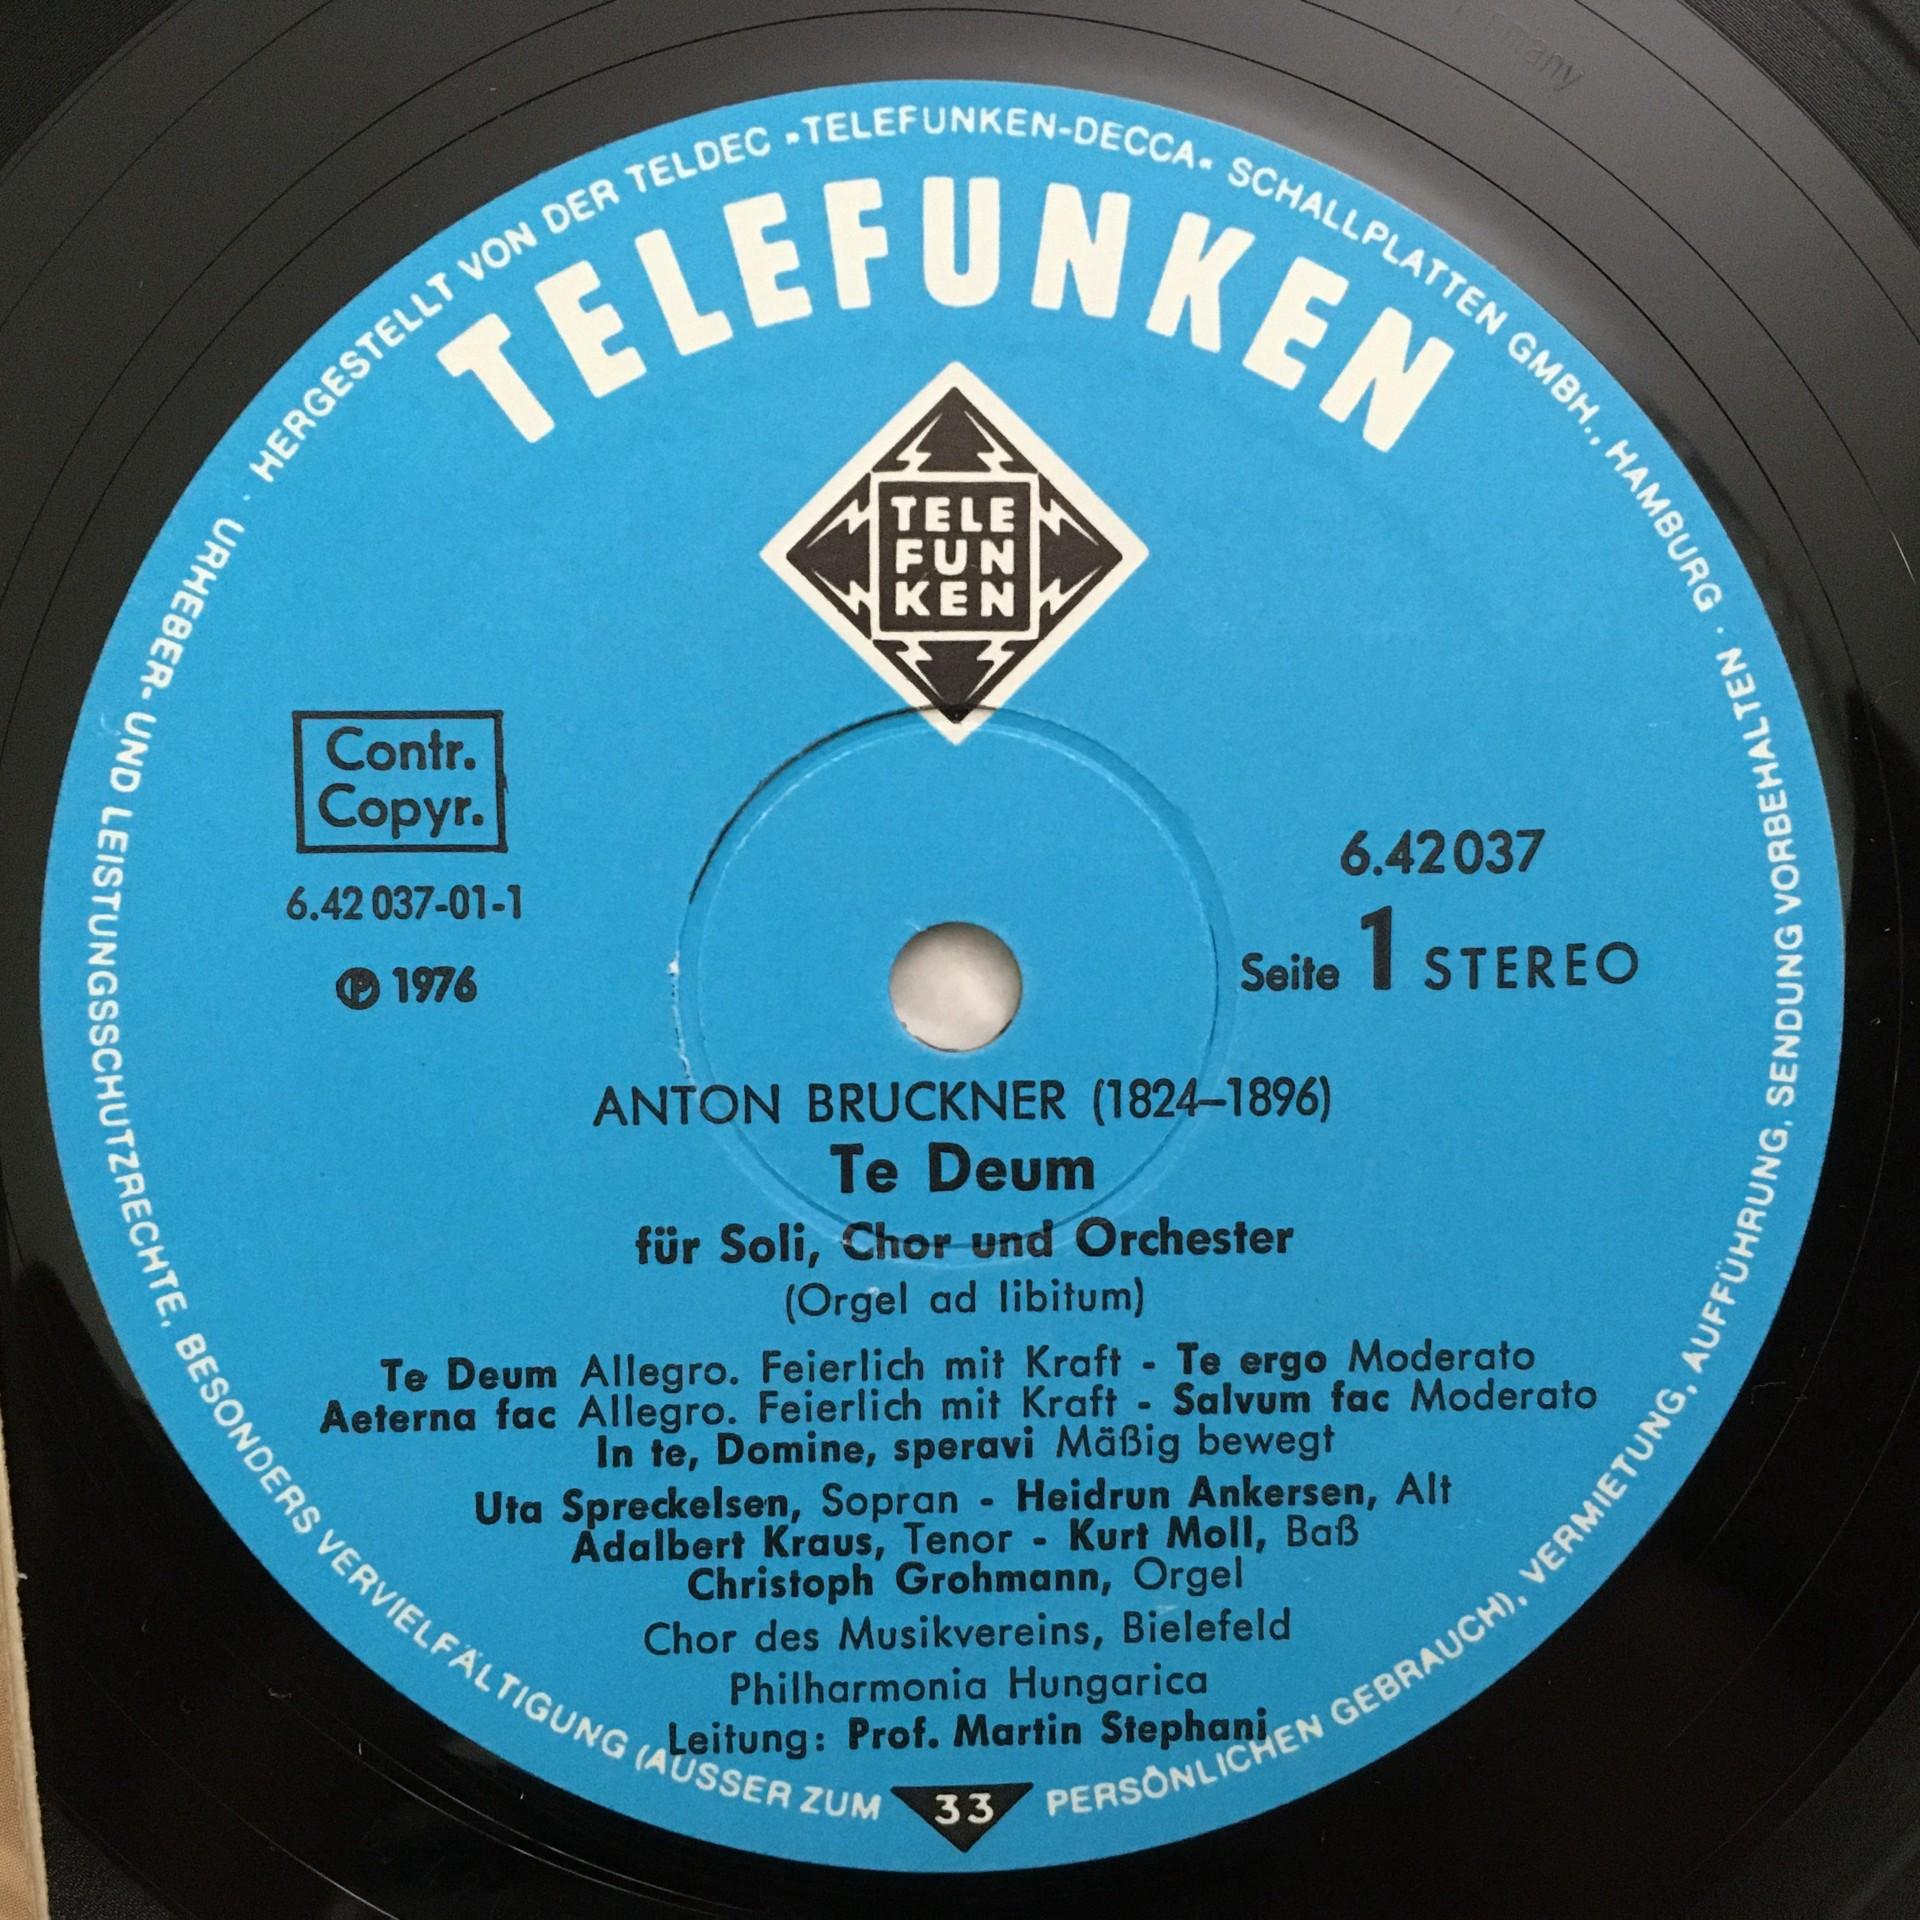 HERGESTELLT VON DER TELDEC »TELEFUNKEN-DECCA« SCHALLPLATTEN GMBH., HAMBURG · URHEBER- UND LEISTUNGSSCHUTZRECHTE, BESONDERS VERVIELFÄLTIGUNG (AUSSER ZUM PERSÖNLICHEN GEBRAUCH), VERMIETUNG, AUFFÜHRUNG, SENDUNG VORBEHALTEN ·
TELEFUNKEN
TELE
FUN
KEN
Contr.
Copyr.
6.42 037-01-1
Ⓟ 1976
6.42037
Seite 1 STEREO
ANTON BRUCKNER (1824–1896)
Te Deum
für Soli, Chor und Orchester
(Orgel ad libitum)
Te Deum Allegro. Feierlich mit Kraft - Te ergo Moderato
Aeterna fac Allegro. Feierlich mit Kraft - Salvum fac Moderato
In te, Domine, speravi Mäßig bewegt
Uta Spreckelsen, Sopran - Heidrun Ankersen, Alt
Adalbert Kraus, Tenor - Kurt Moll, Baß
Christoph Grohmann, Orgel
Chor des Musikvereins, Bielefeld
Philharmonia Hungarica
Leitung: Prof. Martin Stephani
33